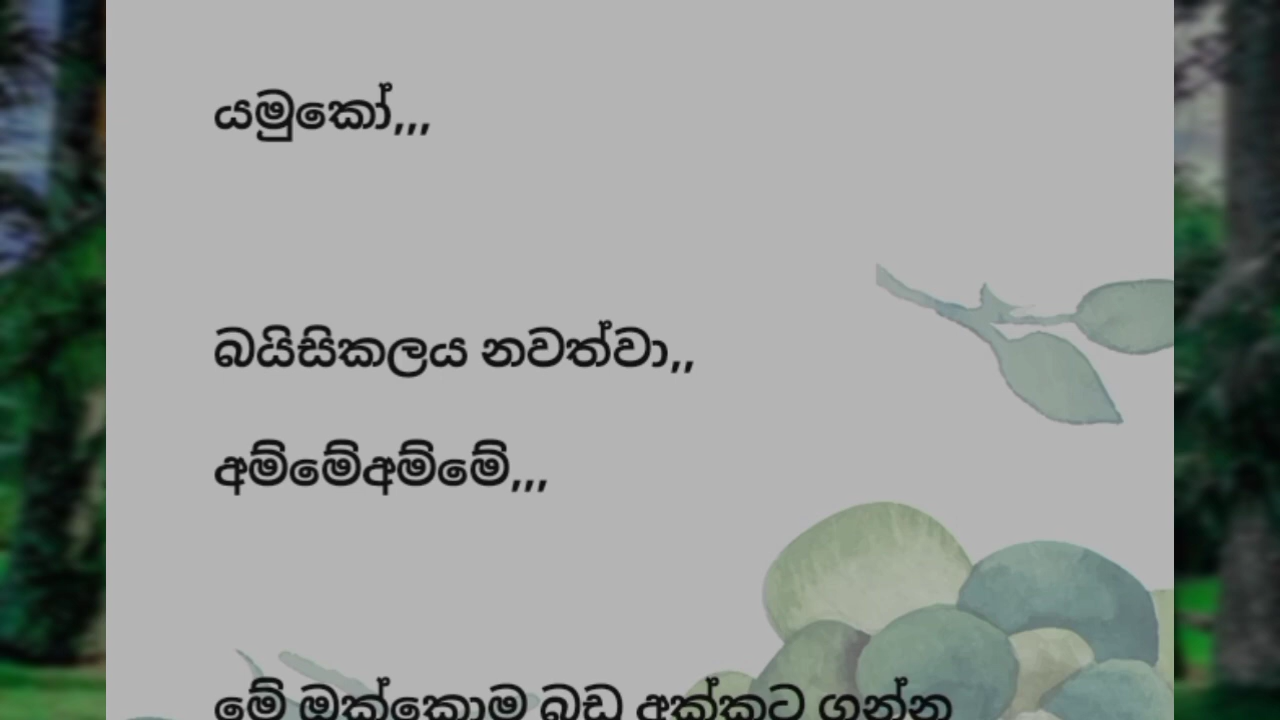 යමුකෝ,,,
බයිසිකලය නවත්වා,,
අම්මේඅම්මේ,,,
මේ ඔක්කොම බඩු අක්කට ගන්න